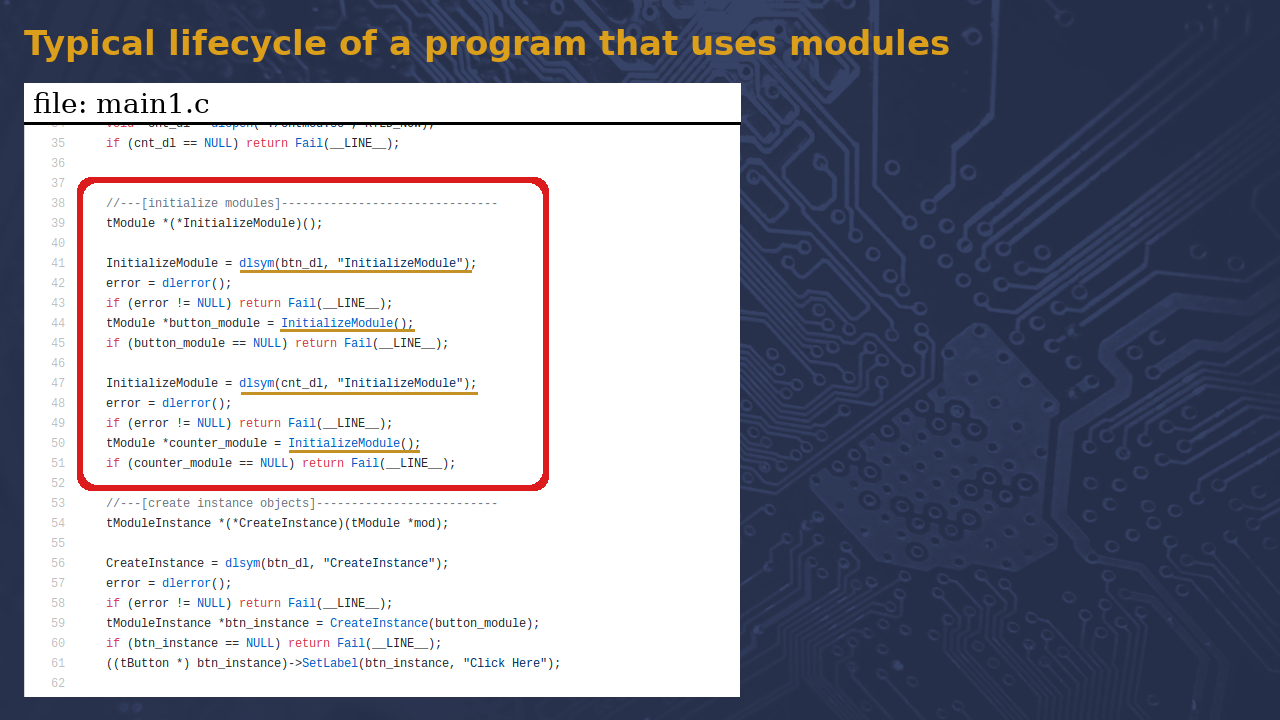 Typical lifecycle of a program that uses modules
file: main1.c
35 if (cnt_dl == NULL) return Fail(__LINE__);
36
37
38 //---[initialize modules]-------------------------------
39 tModule *(*InitializeModule)();
40
41 InitializeModule = dlsym(btn_dl, "InitializeModule");
42 error = dlerror();
43 if (error != NULL) return Fail(__LINE__);
44 tModule *button_module = InitializeModule();
45 if (button_module == NULL) return Fail(__LINE__);
46
47 InitializeModule = dlsym(cnt_dl, "InitializeModule");
48 error = dlerror();
49 if (error != NULL) return Fail(__LINE__);
50 tModule *counter_module = InitializeModule();
51 if (counter_module == NULL) return Fail(__LINE__);
52
53 //---[create instance objects]--------------------------
54 tModuleInstance *(*CreateInstance)(tModule *mod);
55
56 CreateInstance = dlsym(btn_dl, "CreateInstance");
57 error = dlerror();
58 if (error != NULL) return Fail(__LINE__);
59 tModuleInstance *btn_instance = CreateInstance(button_module);
60 if (btn_instance == NULL) return Fail(__LINE__);
61 ((tButton *) btn_instance)->SetLabel(btn_instance, "Click Here");
62